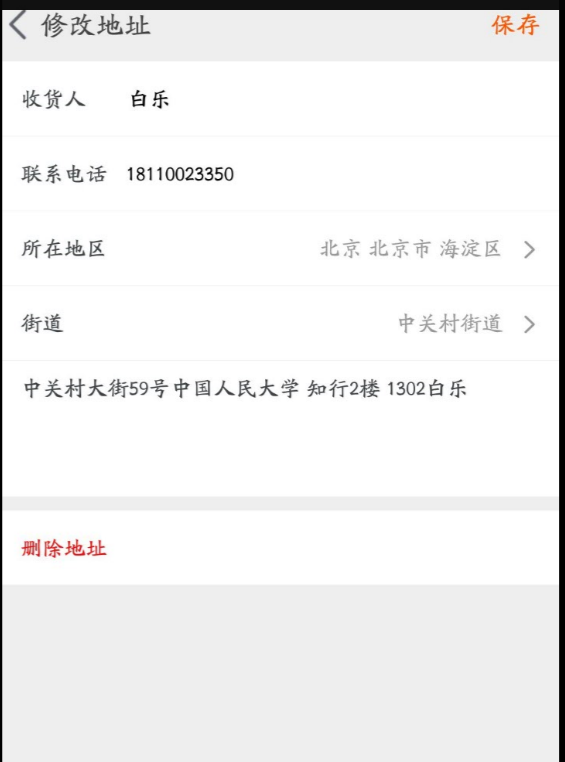 修改地址 保存
收货人 白乐
联系电话 18110023350
所在地区 北京 北京市 海淀区
街道 中关村街道
中关村大街59号中国人民大学 知行2楼 1302白乐
删除地址